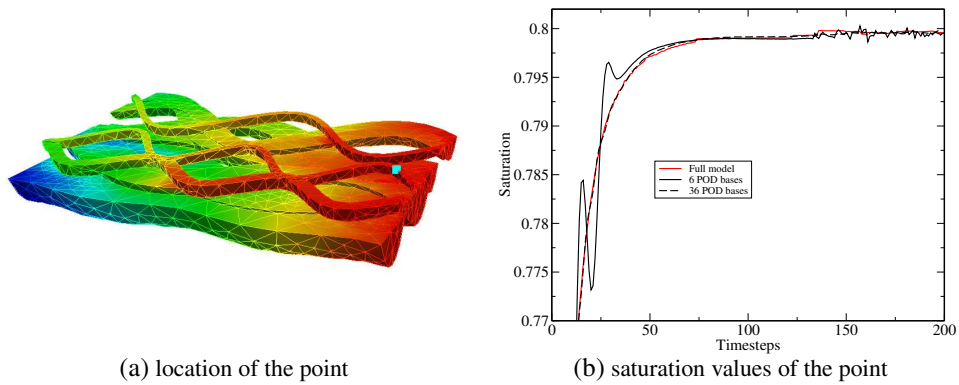 0.8
0.795
0.79
0.785
0.78
0.775
0.77
Saturation
Full model
6 POD bases
36 POD bases
0 50 100 150 200
Timesteps
(a) location of the point
(b) saturation values of the point